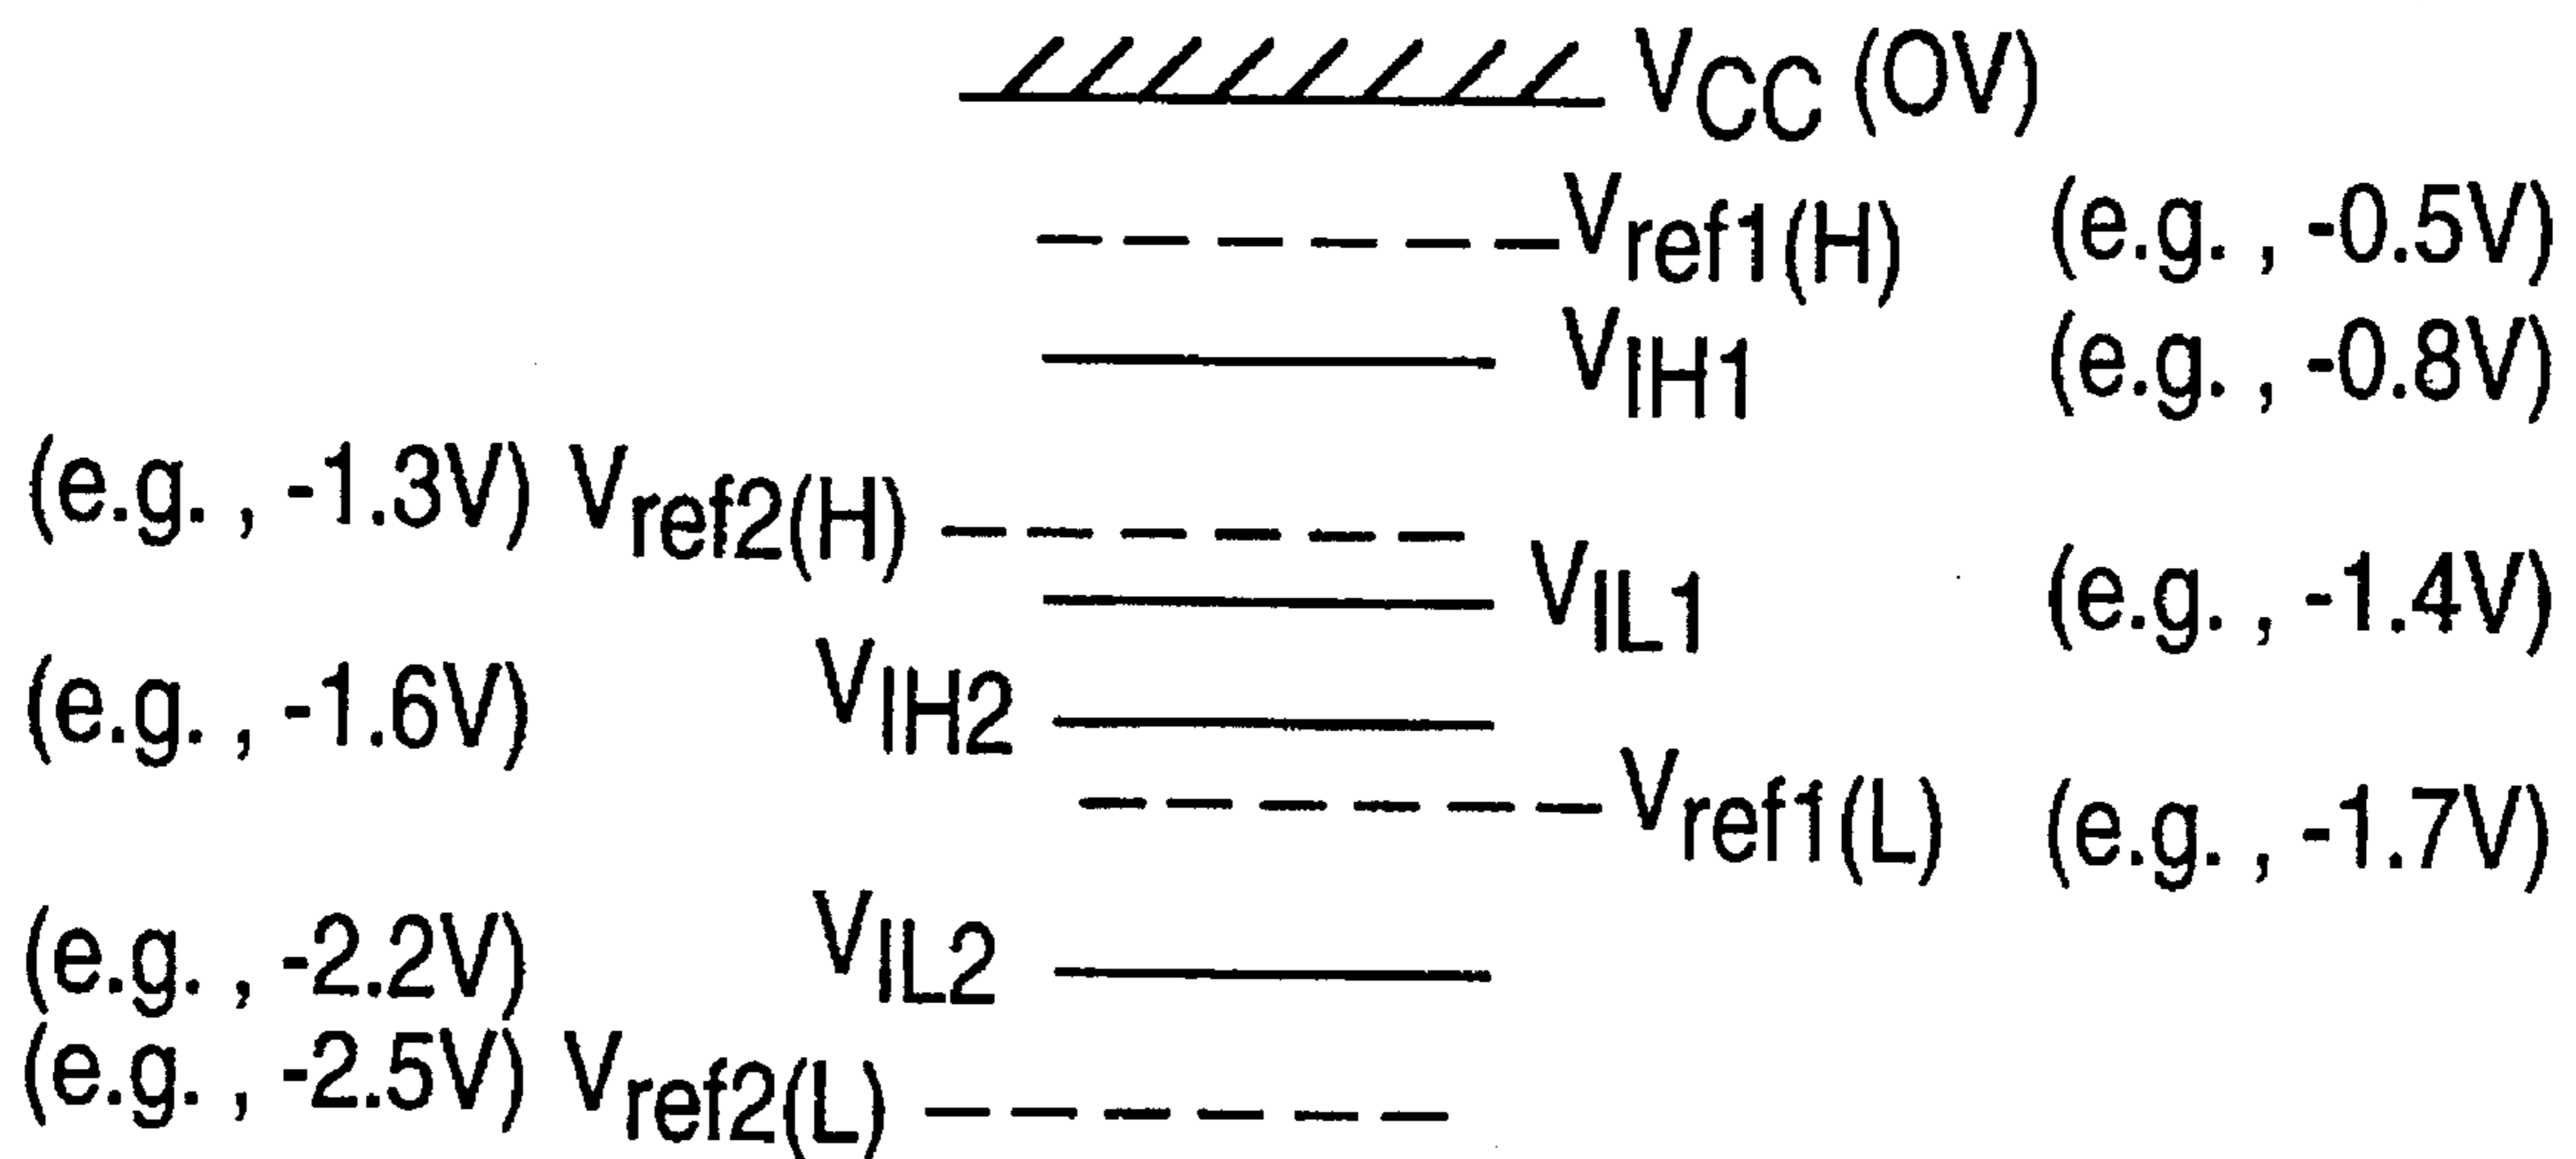 VCC (0V)
Vref1(H) (e.g. , -0.5V)
VIH1 (e.g. , -0.8V)
(e.g. , -1.3V) Vref2(H)
VIL1 (e.g. , -1.4V)
(e.g. , -1.6V) VIH2
Vref1(L) (e.g. , -1.7V)
(e.g. , -2.2V) VIL2
(e.g. , -2.5V) Vref2(L)